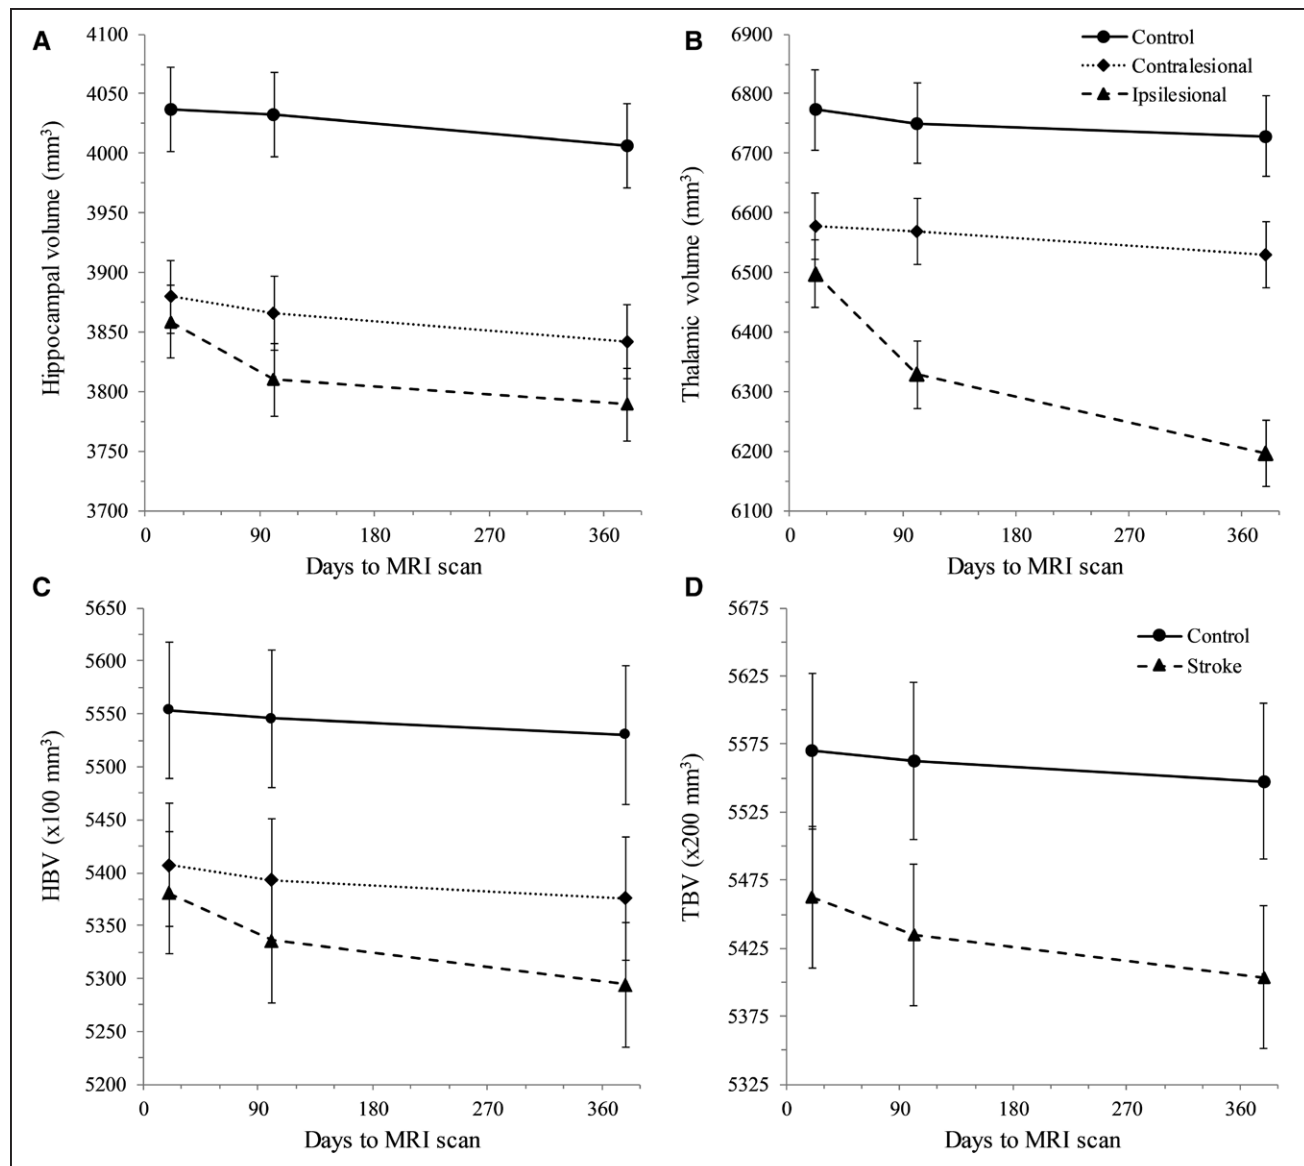 A
4100
4050
4000
3950
3900
3850
3800
3750
3700
Hippocampal volume (mm³)
0 90 180 270 360
Days to MRI scan
B
6900
6800
6700
6600
6500
6400
6300
6200
6100
Thalamic volume (mm³)
Control
Contralesional
Ipsilesional
0 90 180 270 360
Days to MRI scan
C
5650
5600
5550
5500
5450
5400
5350
5300
5250
5200
HBV (x100 mm³)
0 90 180 270 360
Days to MRI scan
D
5675
5625
5575
5525
5475
5425
5375
5325
TBV (x200 mm³)
Control
Stroke
0 90 180 270 360
Days to MRI scan